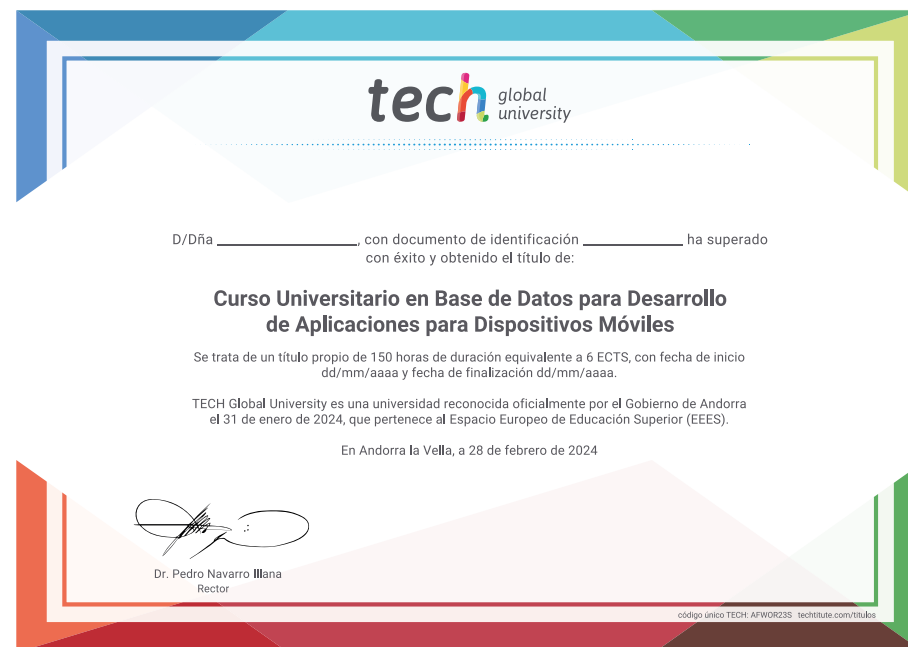 tech global university
D/Dña ____________________, con documento de identificación ______________ ha superado
con éxito y obtenido el título de:
Curso Universitario en Base de Datos para Desarrollo
de Aplicaciones para Dispositivos Móviles
Se trata de un título propio de 150 horas de duración equivalente a 6 ECTS, con fecha de inicio
dd/mm/aaaa y fecha de finalización dd/mm/aaaa.
TECH Global University es una universidad reconocida oficialmente por el Gobierno de Andorra
el 31 de enero de 2024, que pertenece al Espacio Europeo de Educación Superior (EEES).
En Andorra la Vella, a 28 de febrero de 2024
Dr. Pedro Navarro Illana
Rector
código único TECH: AFWOR23S techtitute.com/titulos